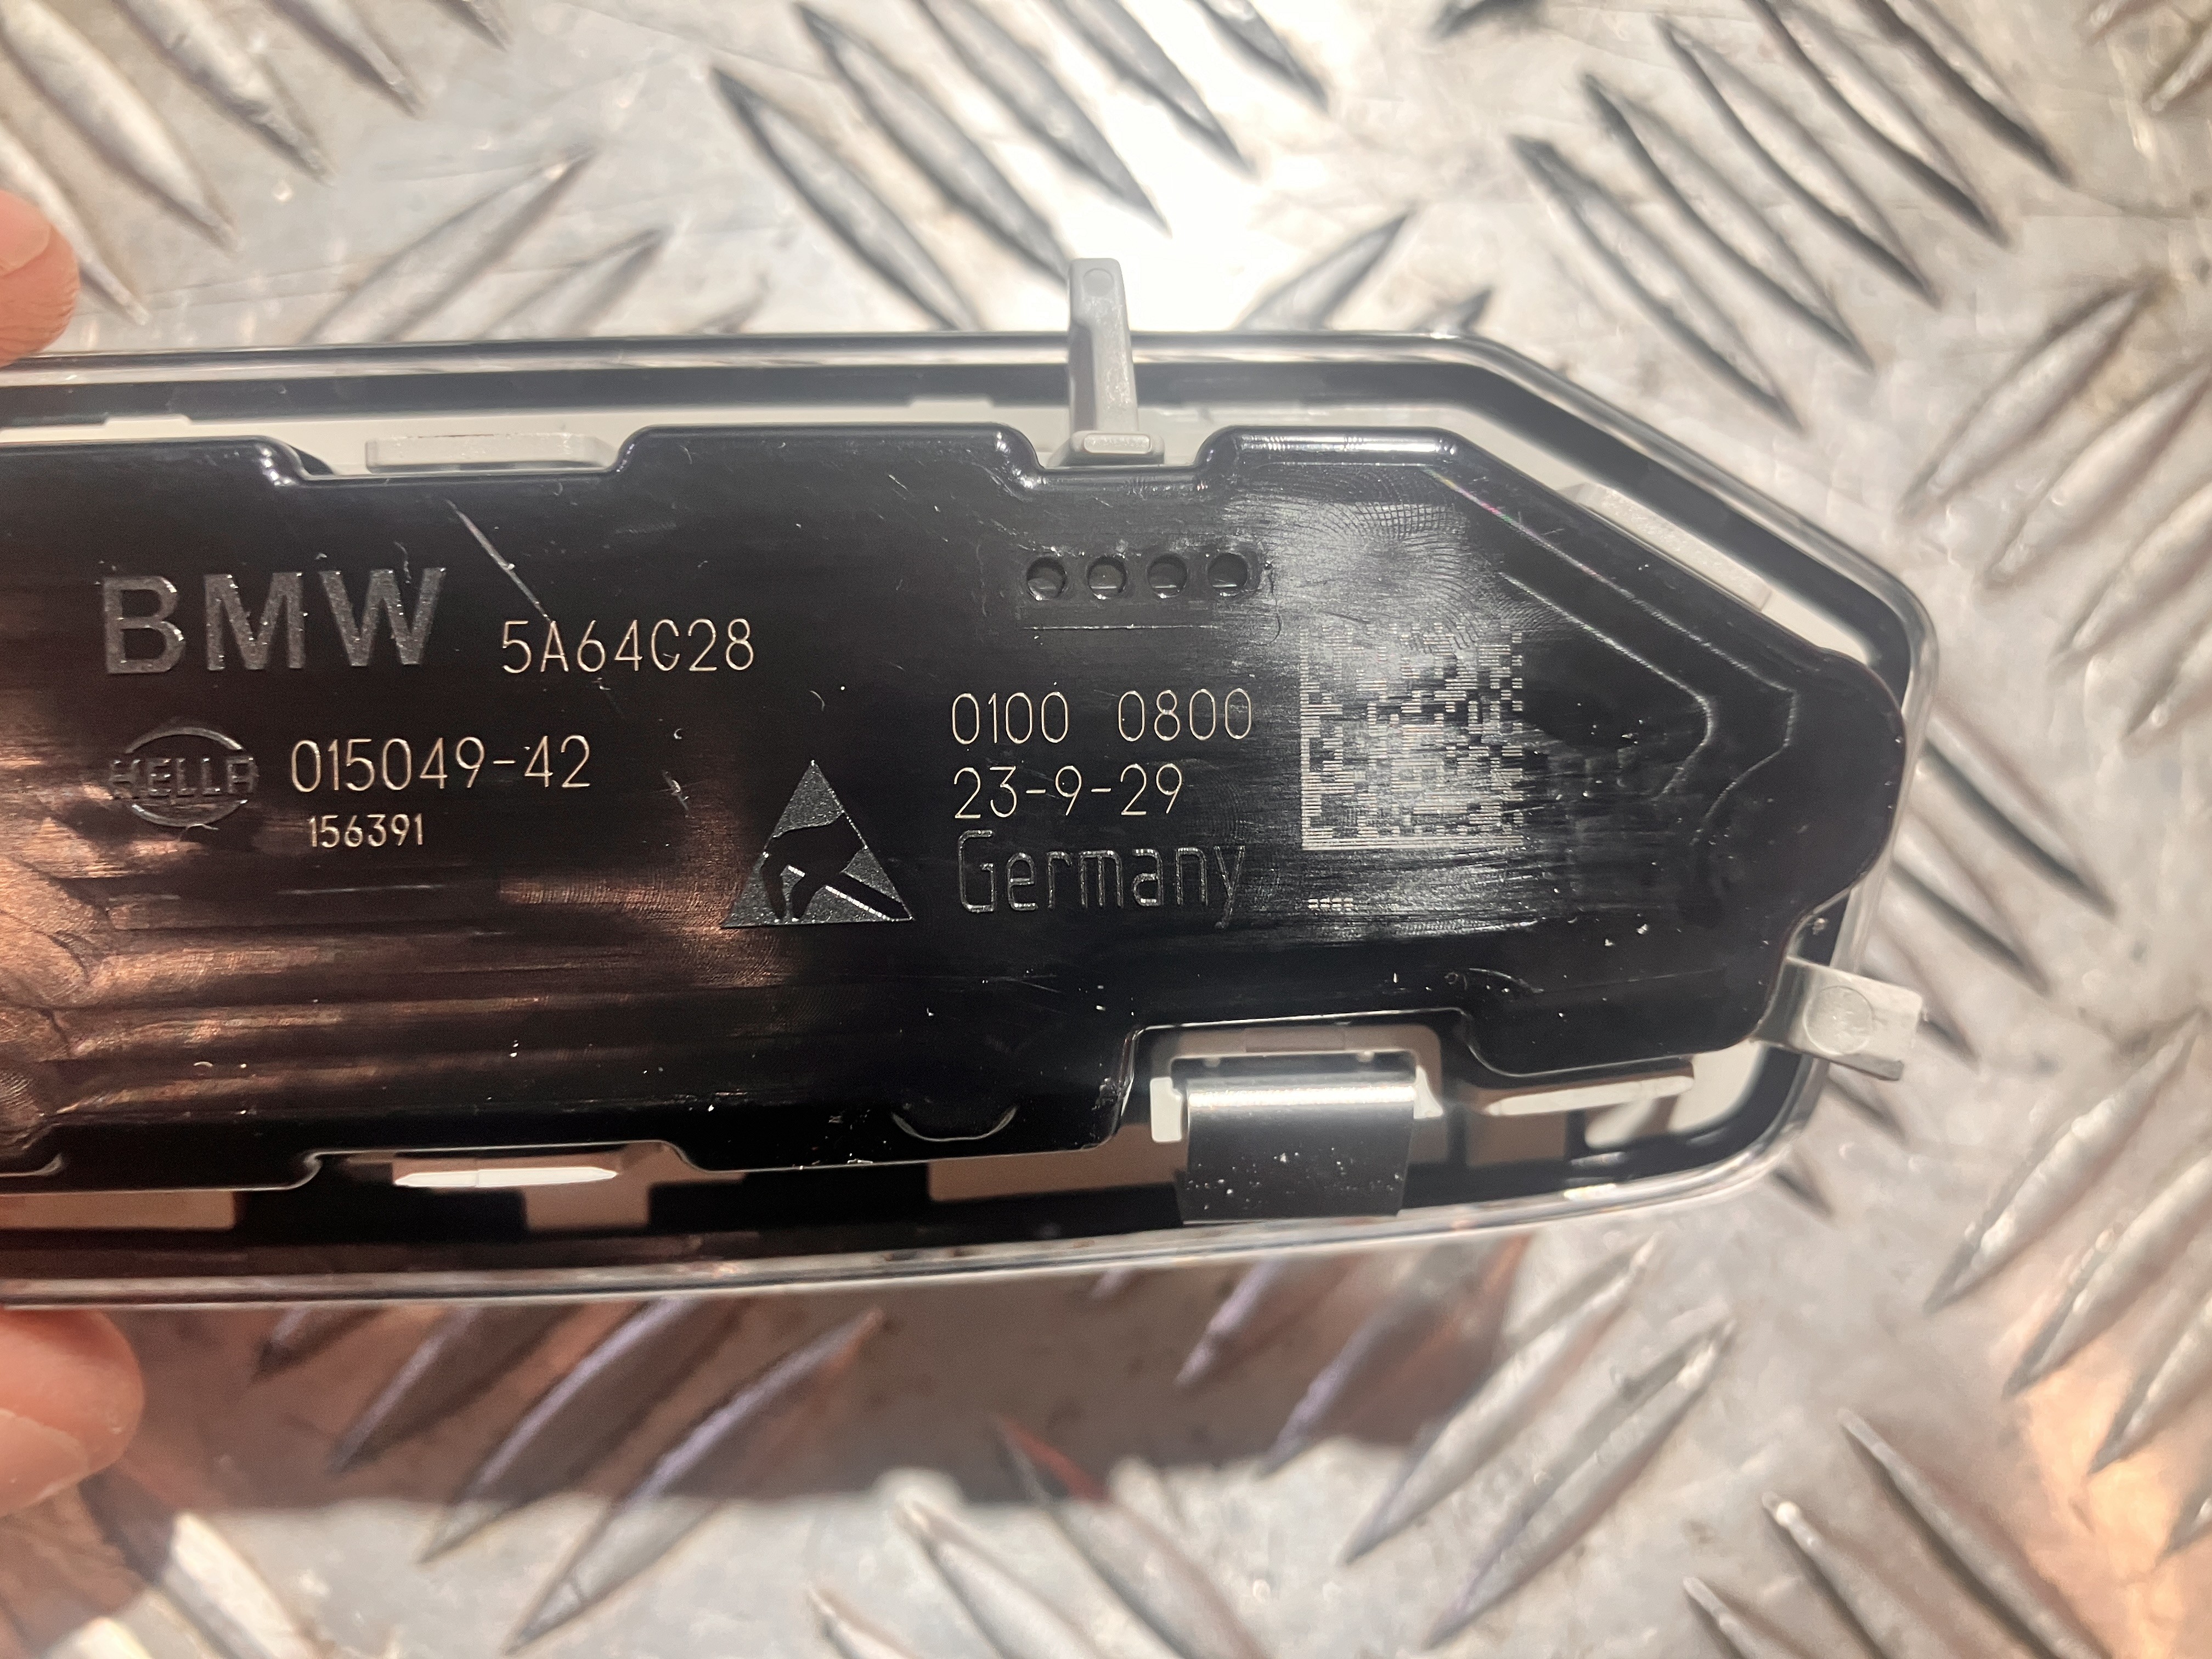 BMW 5A64C28
HELLA 015049-42
156391
0100 0800
23-9-29
Germany